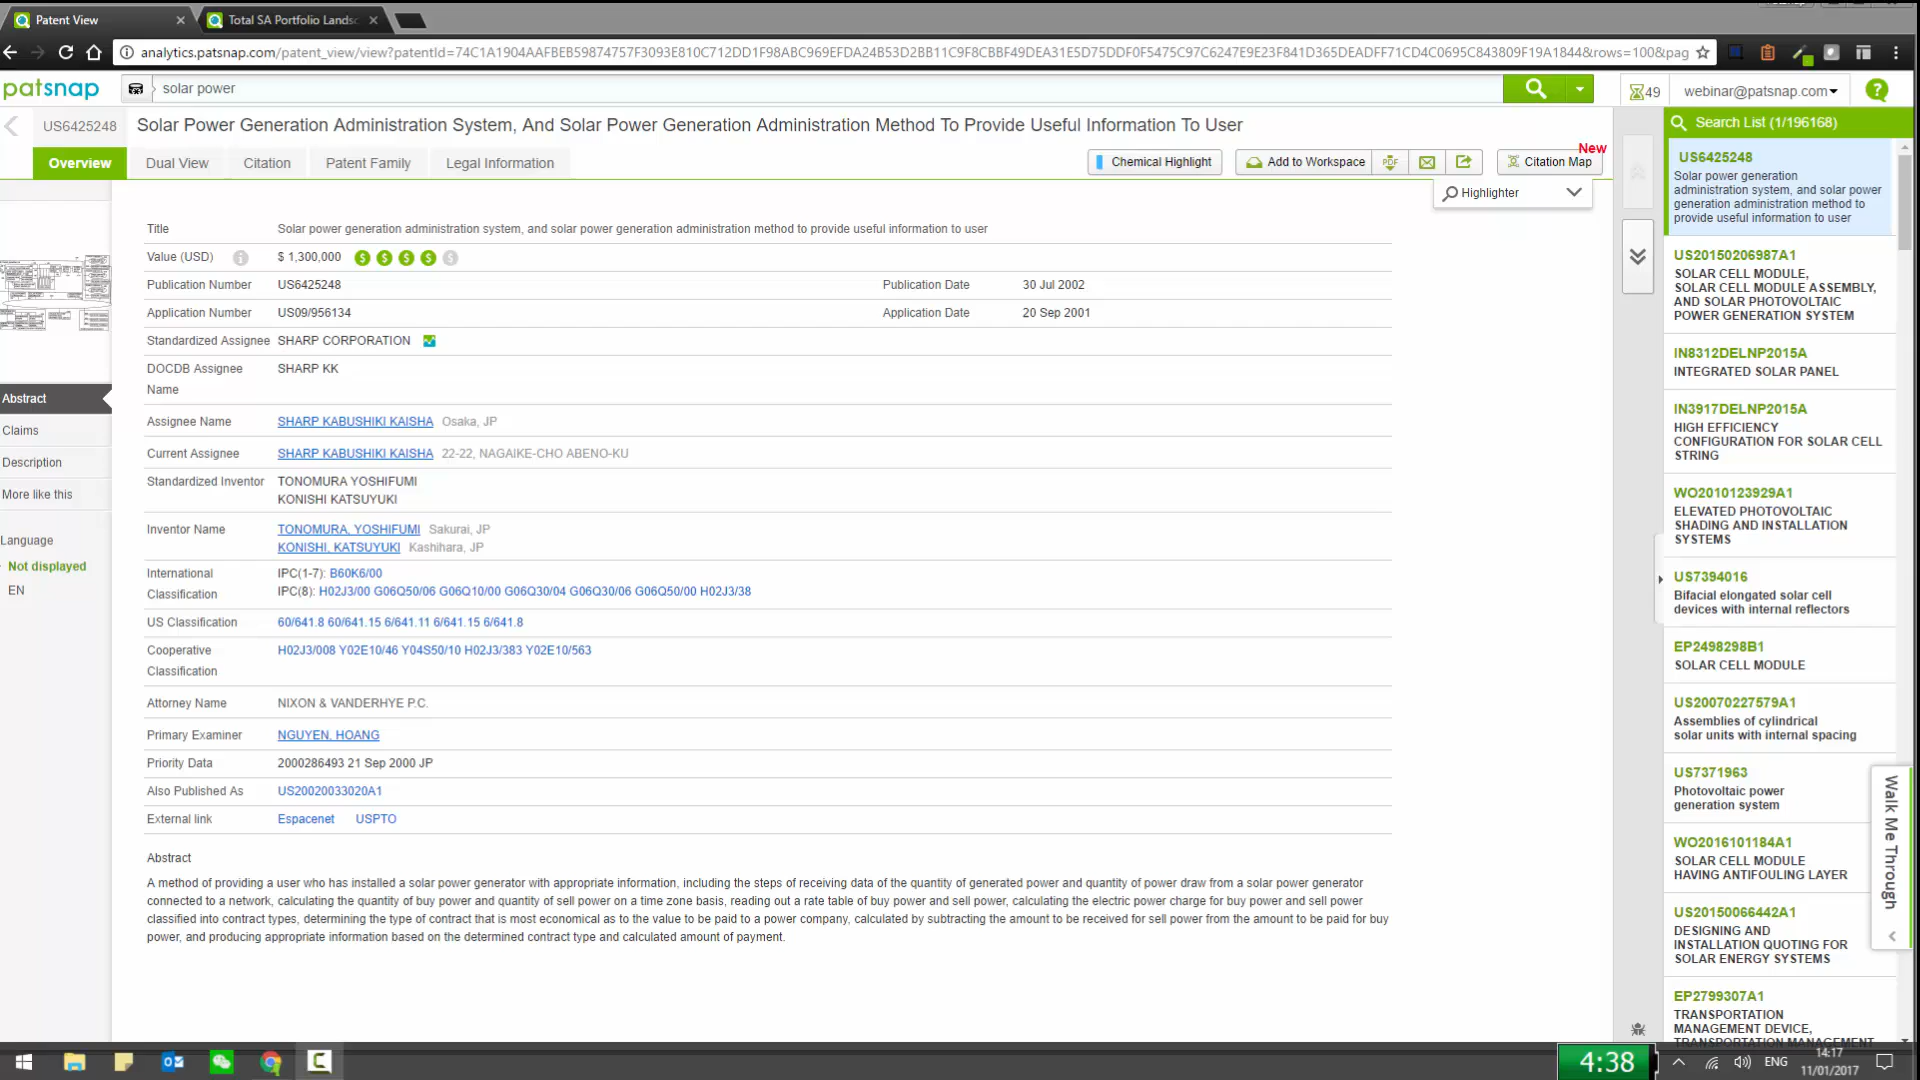 Patent View
Total SA Portfolio Lands
analytics.patsnap.com/patent_view/view?patentId=74C1A1904AAFBEB59874757F3093E810C712DD1F98ABC969EFDA24B53D2BB11C9F8CBBF49DEA31E5D75DDF0F5475C97C6247E9E23F841D365DEADFF71CD4C0695C843809F19A1844&rows=100&pag
patsnap
solar power
49
webinar@patsnap.com
?
US6425248
Solar Power Generation Administration System, And Solar Power Generation Administration Method To Provide Useful Information To User
Search List (1/196168)
Overview
Dual View
Citation
Patent Family
Legal Information
Chemical Highlight
Add to Workspace
PDF
New
Citation Map
Highlighter
Title
Solar power generation administration system, and solar power generation administration method to provide useful information to user
Value (USD)
$ 1,300,000
Publication Number
US6425248
Publication Date
30 Jul 2002
Application Number
US09/956134
Application Date
20 Sep 2001
Standardized Assignee
SHARP CORPORATION
DOCDB Assignee
Name
SHARP KK
Assignee Name
SHARP KABUSHIKI KAISHA Osaka, JP
Current Assignee
SHARP KABUSHIKI KAISHA 22-22, NAGAIKE-CHO ABENO-KU
Standardized Inventor
TONOMURA YOSHIFUMI
KONISHI KATSUYUKI
Inventor Name
TONOMURA, YOSHIFUMI Sakurai, JP
KONISHI, KATSUYUKI Kashihara, JP
International
Classification
IPC(1-7): B60K6/00
IPC(8): H02J3/00 G06Q50/06 G06Q10/00 G06Q30/04 G06Q30/06 G06Q50/00 H02J3/38
US Classification
60/641.8 60/641.15 6/641.11 6/641.15 6/641.8
Cooperative
Classification
H02J3/008 Y02E10/46 Y04S50/10 H02J3/383 Y02E10/563
Attorney Name
NIXON & VANDERHYE P.C.
Primary Examiner
NGUYEN, HOANG
Priority Data
2000286493 21 Sep 2000 JP
Also Published As
US20020033020A1
External link
Espacenet USPTO
Abstract
A method of providing a user who has installed a solar power generator with appropriate information, including the steps of receiving data of the quantity of generated power and quantity of power draw from a solar power generator
connected to a network, calculating the quantity of buy power and quantity of sell power on a time zone basis, reading out a rate table of buy power and sell power, calculating the electric power charge for buy power and sell power
classified into contract types, determining the type of contract that is most economical as to the value to be paid to a power company, calculated by subtracting the amount to be received for sell power from the amount to be paid for buy
power, and producing appropriate information based on the determined contract type and calculated amount of payment.
Abstract
Claims
Description
More like this
Language
Not displayed
EN
US6425248
Solar power generation
administration system, and solar power
generation administration method to
provide useful information to user
US20150206987A1
SOLAR CELL MODULE,
SOLAR CELL MODULE ASSEMBLY,
AND SOLAR PHOTOVOLTAIC
POWER GENERATION SYSTEM
IN8312DELNP2015A
INTEGRATED SOLAR PANEL
IN3917DELNP2015A
HIGH EFFICIENCY
CONFIGURATION FOR SOLAR CELL
STRING
WO2010123929A1
ELEVATED PHOTOVOLTAIC
SHADING AND INSTALLATION
SYSTEMS
US7394016
Bifacial elongated solar cell
devices with internal reflectors
EP2498298B1
SOLAR CELL MODULE
US20070227579A1
Assemblies of cylindrical
solar units with internal spacing
US7371963
Photovoltaic power
generation system
WO2016101184A1
SOLAR CELL MODULE
HAVING ANTIFOULING LAYER
US20150066442A1
DESIGNING AND
INSTALLATION QUOTING FOR
SOLAR ENERGY SYSTEMS
EP2799307A1
TRANSPORTATION
MANAGEMENT DEVICE,
TRANSPORTATION MANAGEMENT
Walk Me Through
4:38
ENG
14:17
11/01/2017